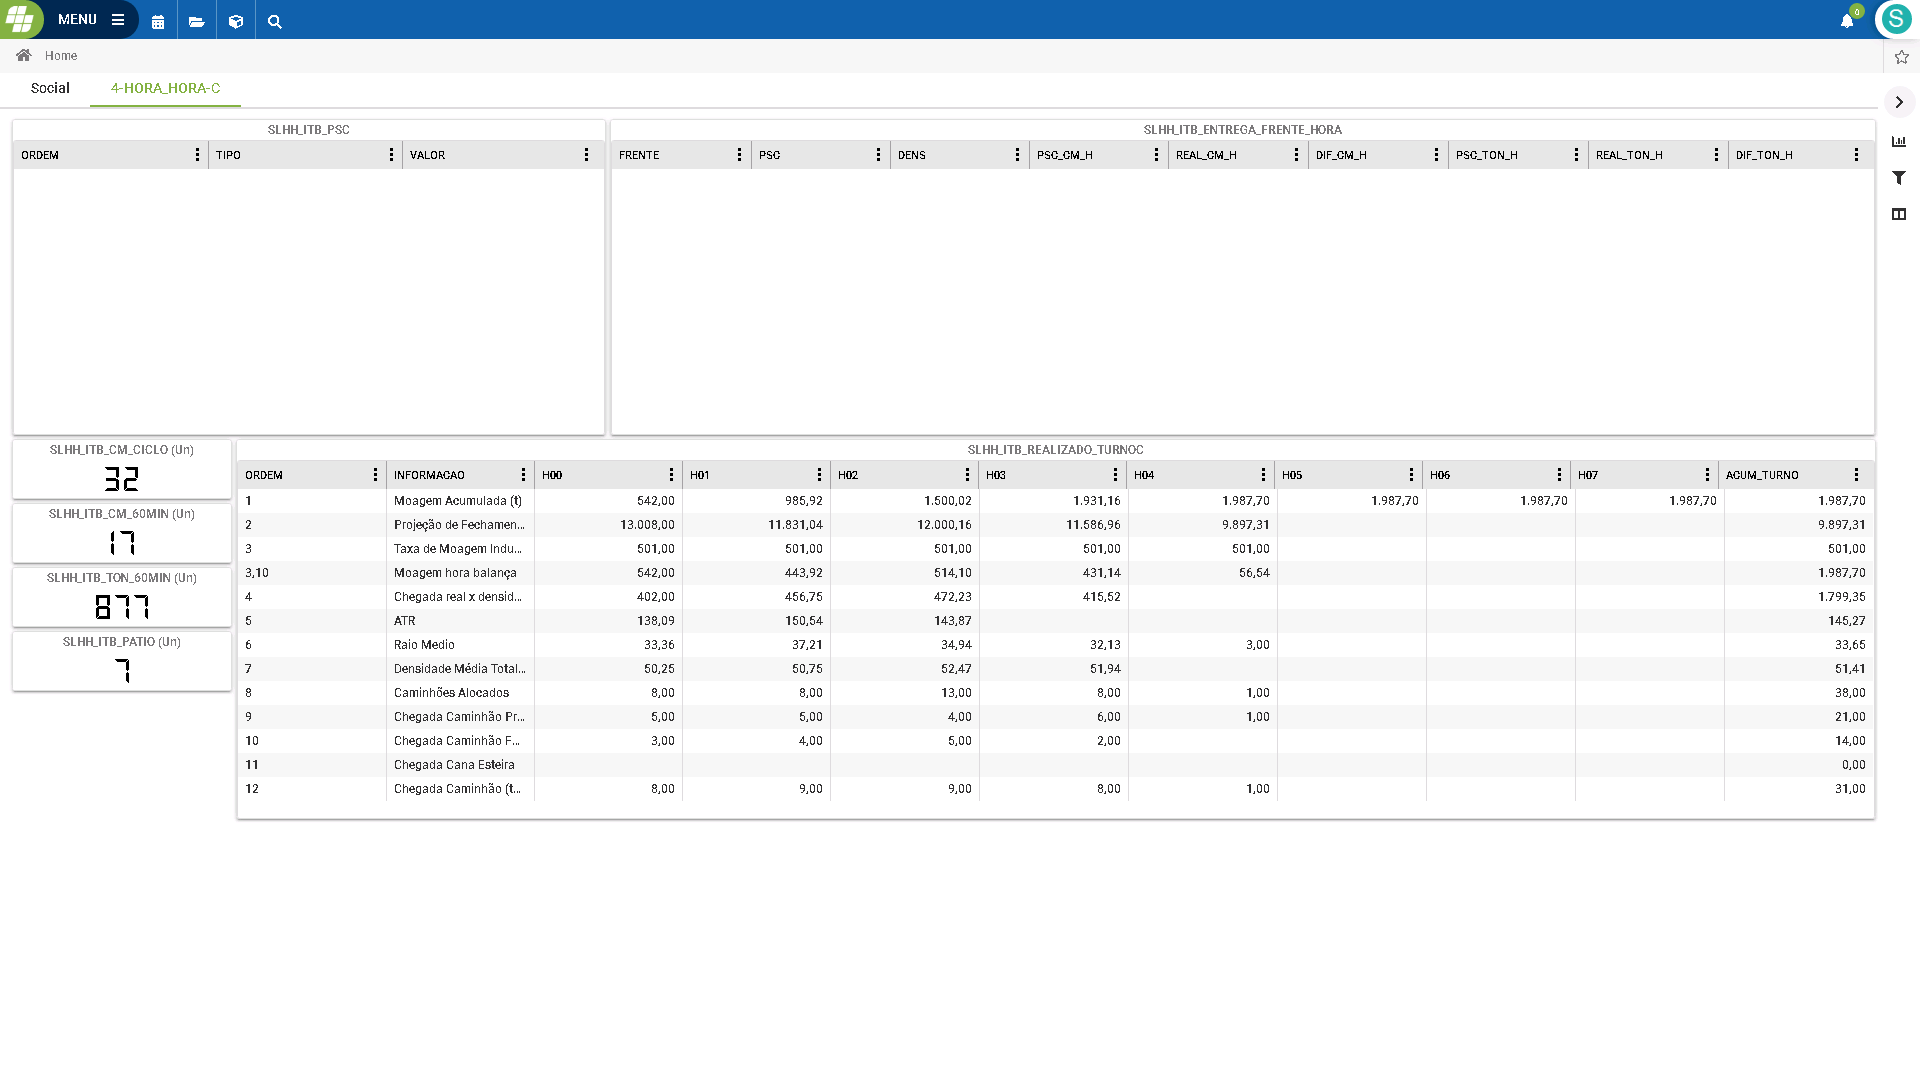 MENU
0
S
Home
Social
4-HORA_HORA-C
SLHH_ITB_PSC
ORDEM TIPO VALOR
SLHH_ITB_ENTREGA_FRENTE_HORA
FRENTE PSC DENS PSC_CM_H REAL_CM_H DIF_CM_H PSC_TON_H REAL_TON_H DIF_TON_H
SLHH_ITB_CM_CICLO (Un)
32
SLHH_ITB_CM_60MIN (Un)
17
SLHH_ITB_TON_60MIN (Un)
877
SLHH_ITB_PATIO (Un)
7
SLHH_ITB_REALIZADO_TURNOC
ORDEM INFORMACAO H00 H01 H02 H03 H04 H05 H06 H07 ACUM_TURNO
1 Moagem Acumulada (t) 542,00 985,92 1.500,02 1.931,16 1.987,70 1.987,70 1.987,70 1.987,70 1.987,70
2 Projeção de Fechamen... 13.008,00 11.831,04 12.000,16 11.586,96 9.897,31 9.897,31
3 Taxa de Moagem Indu... 501,00 501,00 501,00 501,00 501,00 501,00
3,10 Moagem hora balança 542,00 443,92 514,10 431,14 56,54 1.987,70
4 Chegada real x densid... 402,00 456,75 472,23 415,52 1.799,35
5 ATR 138,09 150,54 143,87 145,27
6 Raio Medio 33,36 37,21 34,94 32,13 3,00 33,65
7 Densidade Média Total... 50,25 50,75 52,47 51,94 51,41
8 Caminhões Alocados 8,00 8,00 13,00 8,00 1,00 38,00
9 Chegada Caminhão Pr... 5,00 5,00 4,00 6,00 1,00 21,00
10 Chegada Caminhão F... 3,00 4,00 5,00 2,00 14,00
11 Chegada Cana Esteira 0,00
12 Chegada Caminhão (t... 8,00 9,00 9,00 8,00 1,00 31,00